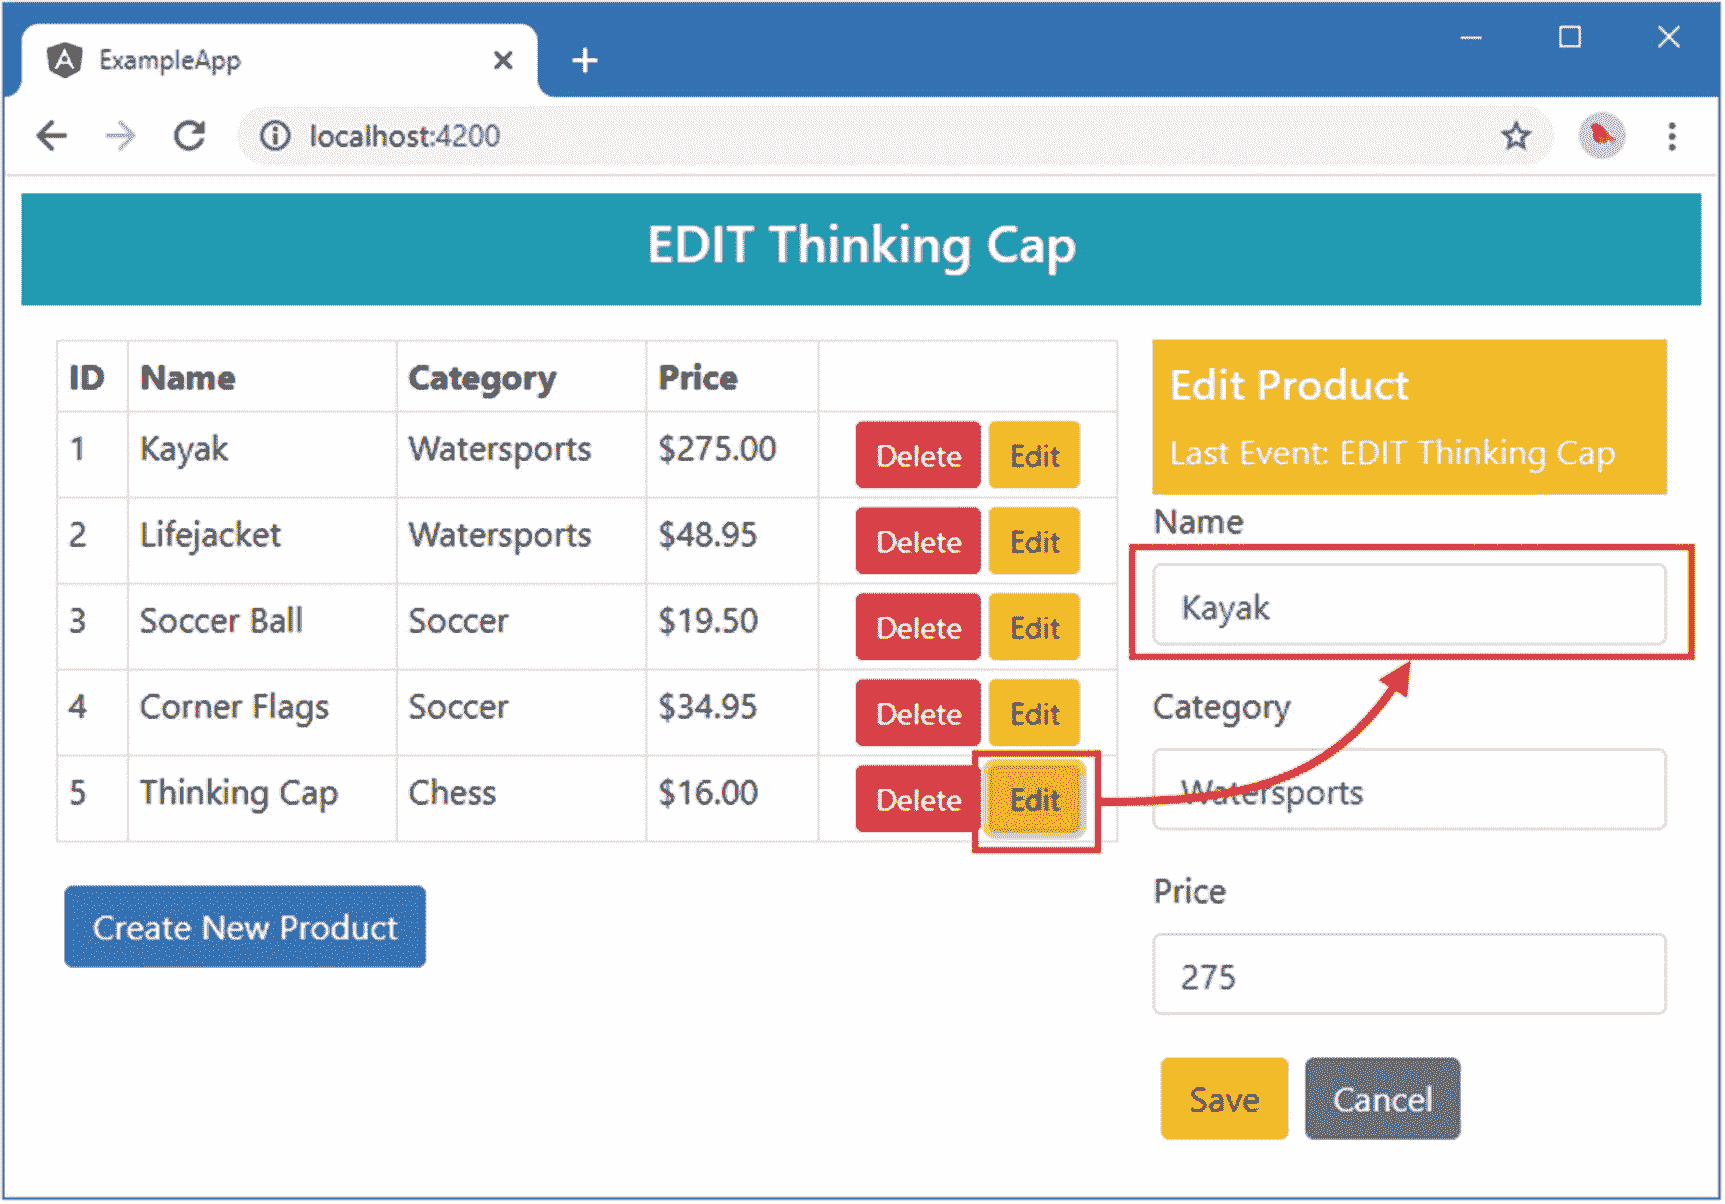 ExampleApp
localhost:4200
EDIT Thinking Cap
ID Name Category Price
1 Kayak Watersports $275.00 Delete Edit
2 Lifejacket Watersports $48.95 Delete Edit
3 Soccer Ball Soccer $19.50 Delete Edit
4 Corner Flags Soccer $34.95 Delete Edit
5 Thinking Cap Chess $16.00 Delete Edit
Create New Product
Edit Product
Last Event: EDIT Thinking Cap
Name
Kayak
Category
Watersports
Price
275
Save Cancel